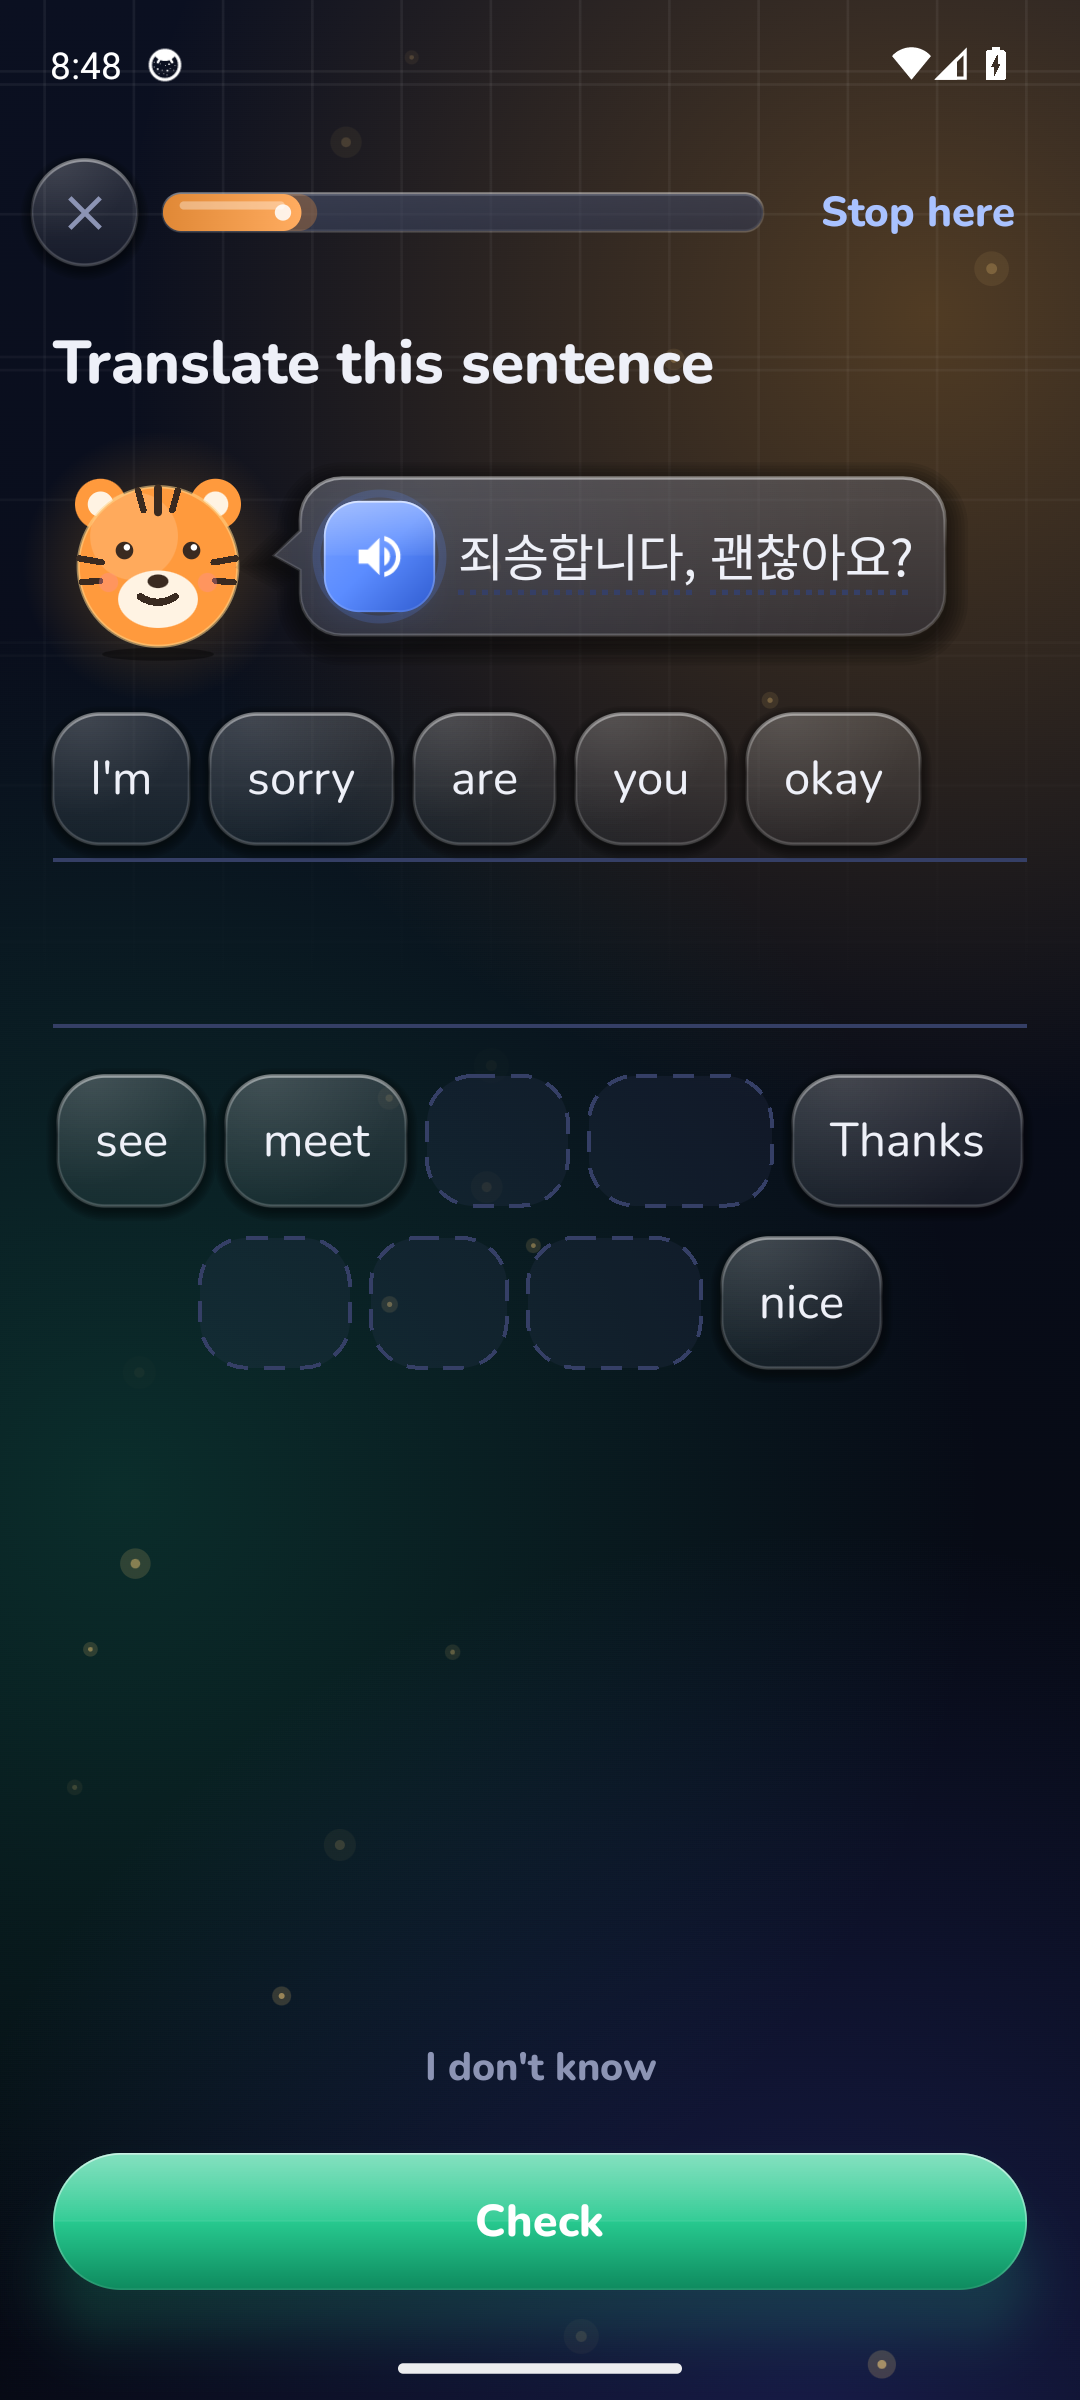 8:48
Stop here
Translate this sentence
죄송합니다, 괜찮아요?
I'm sorry are you okay
see meet Thanks
nice
I don't know
Check